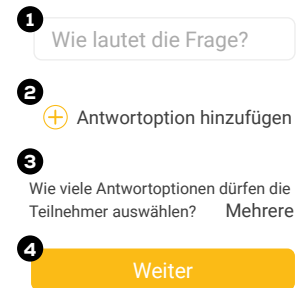 1
Wie lautet die Frage?
2
Antwortoption hinzufügen
3
Wie viele Antwortoptionen dürfen die
Teilnehmer auswählen? Mehrere
4
Weiter